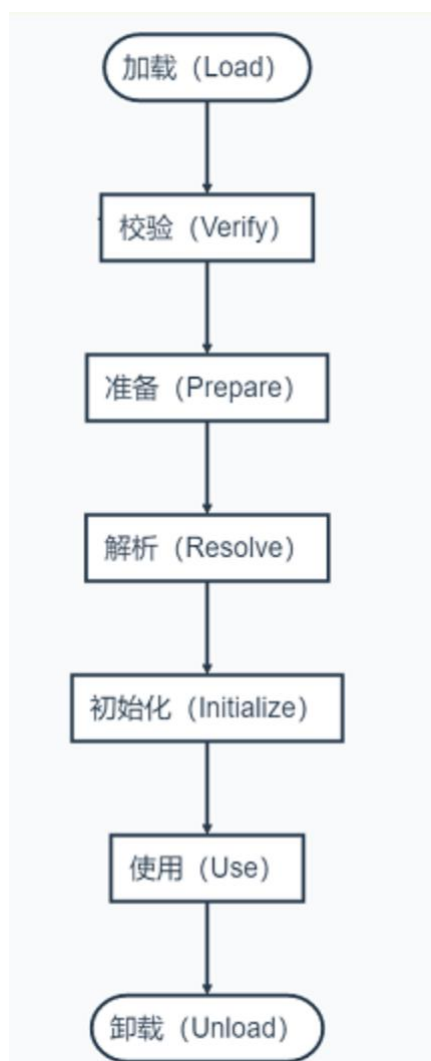 加载（Load）
校验（Verify）
准备（Prepare）
解析（Resolve）
初始化（Initialize）
使用（Use）
卸载（Unload）